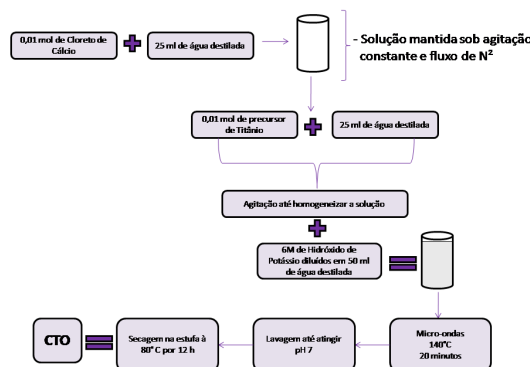 0,01 mol de Cloreto de
Cálcio
25 ml de água destilada
- Solução mantida sob agitação
constante e fluxo de N²
0,01 mol de precursor
de Titânio
25 ml de água destilada
Agitação até homogeneizar a solução
6M de Hidróxido de
Potássio diluídos em 50 ml
de água destilada
CTO
Secagem na estufa à
80° C por 12 h
Lavagem até atingir
pH 7
Micro-ondas
140°C
20 minutos